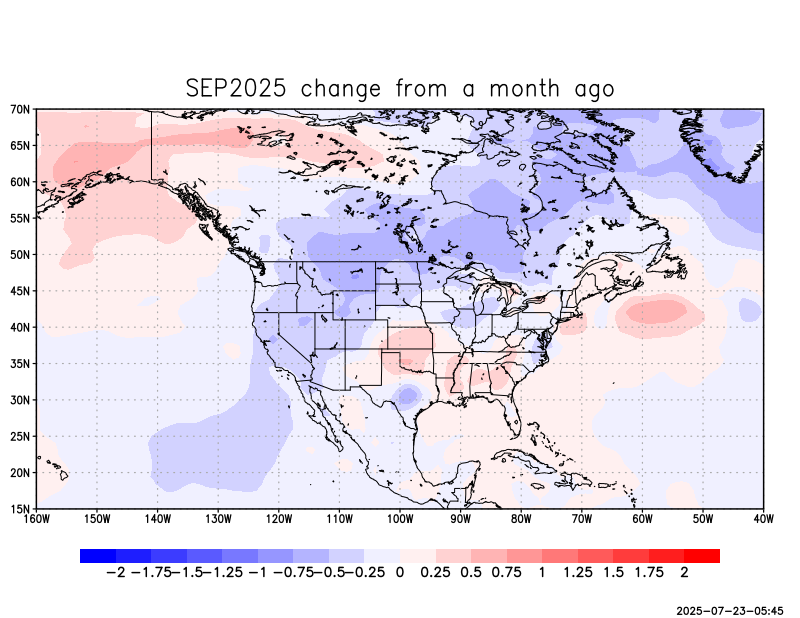 SEP2025 change from a month ago
70N
65N
60N
55N
50N
45N
40N
35N
30N
25N
20N
15N
160W 150W 140W 130W 120W 110W 100W 90W 80W 70W 60W 50W 40W
−2 −1.75 −1.5 −1.25 −1 −0.75 −0.5 −0.25 0 0.25 0.5 0.75 1 1.25 1.5 1.75 2
2025-07-23-05:45